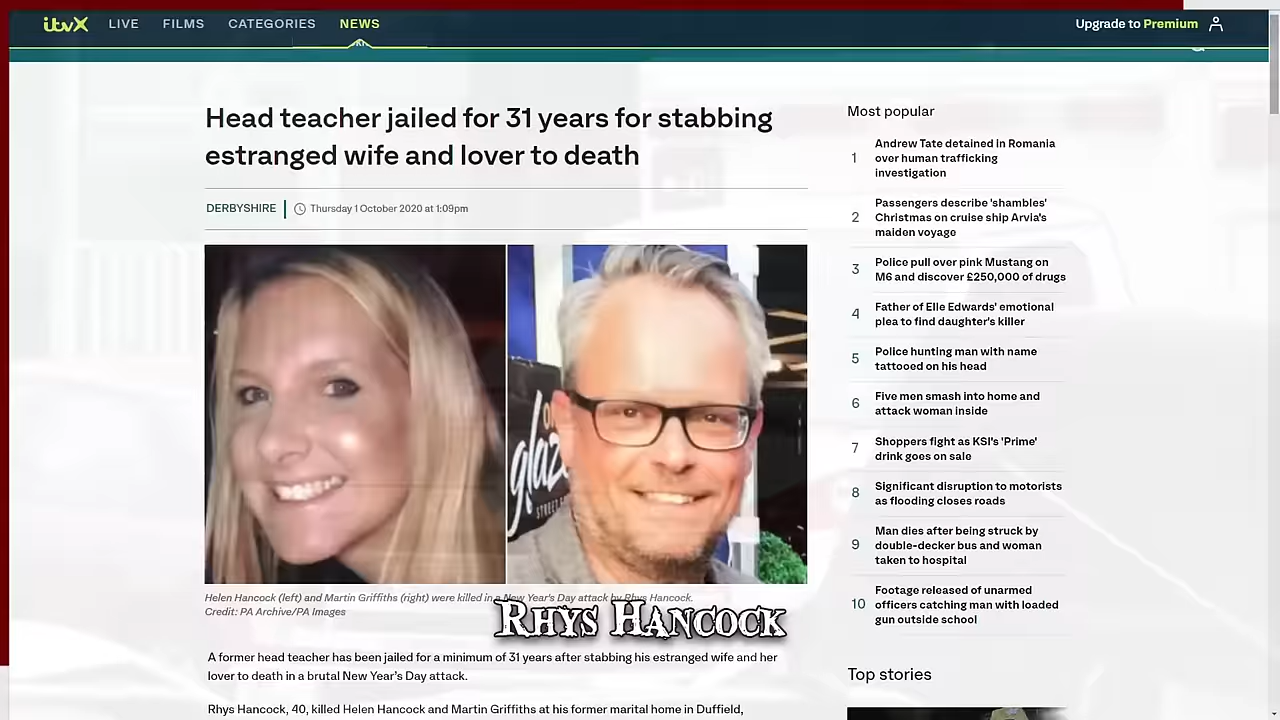 itvX LIVE FILMS CATEGORIES NEWS Upgrade to Premium
Head teacher jailed for 31 years for stabbing
estranged wife and lover to death
DERBYSHIRE Thursday 1 October 2020 at 1:09pm
glaz
STREET F
Helen Hancock (left) and Martin Griffiths (right) were killed in a New Year's Day attack by Rhys Hancock.
Credit: PA Archive/PA Images
RHYS HANCOCK
A former head teacher has been jailed for a minimum of 31 years after stabbing his estranged wife and her
lover to death in a brutal New Year's Day attack.
Rhys Hancock, 40, killed Helen Hancock and Martin Griffiths at his former marital home in Duffield,
Most popular
1 Andrew Tate detained in Romania
over human trafficking
investigation
2 Passengers describe 'shambles'
Christmas on cruise ship Arvia's
maiden voyage
3 Police pull over pink Mustang on
M6 and discover £250,000 of drugs
4 Father of Elle Edwards' emotional
plea to find daughter's killer
5 Police hunting man with name
tattooed on his head
6 Five men smash into home and
attack woman inside
7 Shoppers fight as KSI's 'Prime'
drink goes on sale
8 Significant disruption to motorists
as flooding closes roads
9 Man dies after being struck by
double-decker bus and woman
taken to hospital
10 Footage released of unarmed
officers catching man with loaded
gun outside school
Top stories